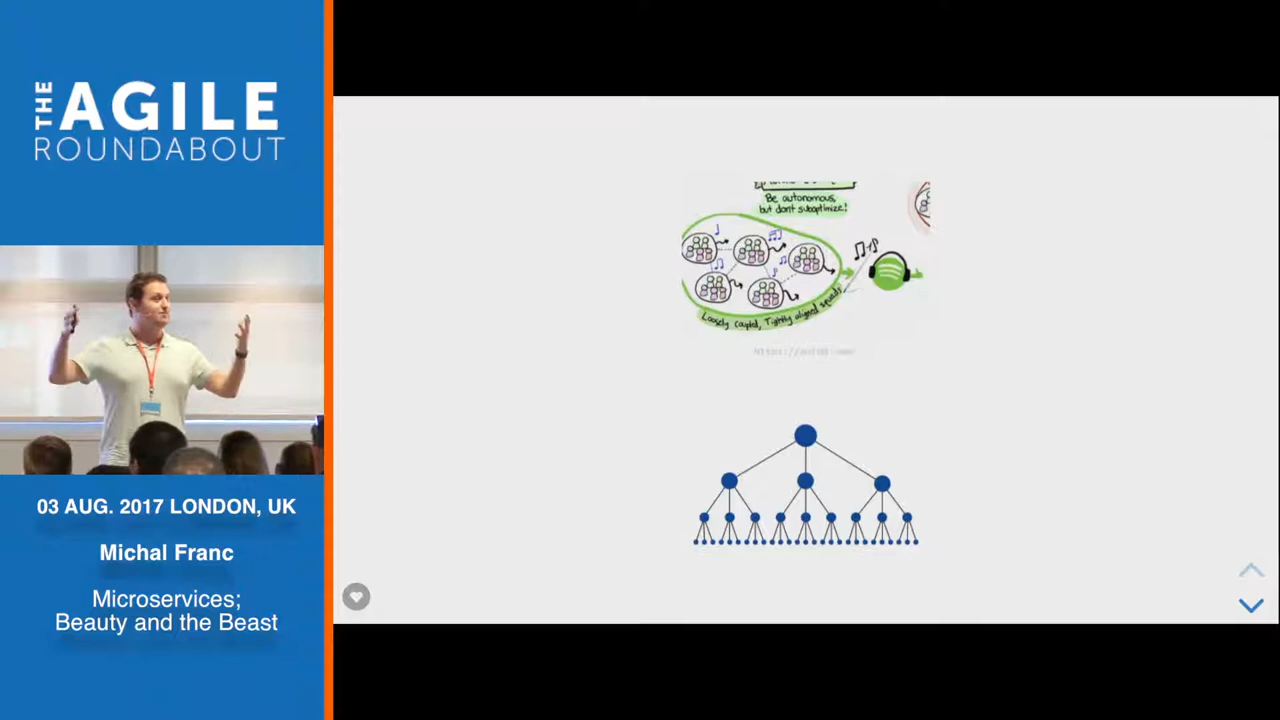 THE AGILE
ROUNDABOUT
03 AUG. 2017 LONDON, UK
Michal Franc
Microservices;
Beauty and the Beast
Be autonomous,
but don't suboptimize!
Loosely coupled, Tightly aligned squads